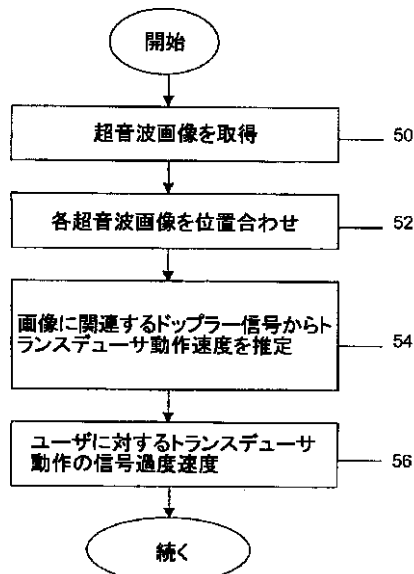 開始
超音波画像を取得
50
各超音波画像を位置合わせ
52
画像に関連するドップラー信号からト
ランスデューサ動作速度を推定
54
ユーザに対するトランスデューサ
動作の信号過度速度
56
続く